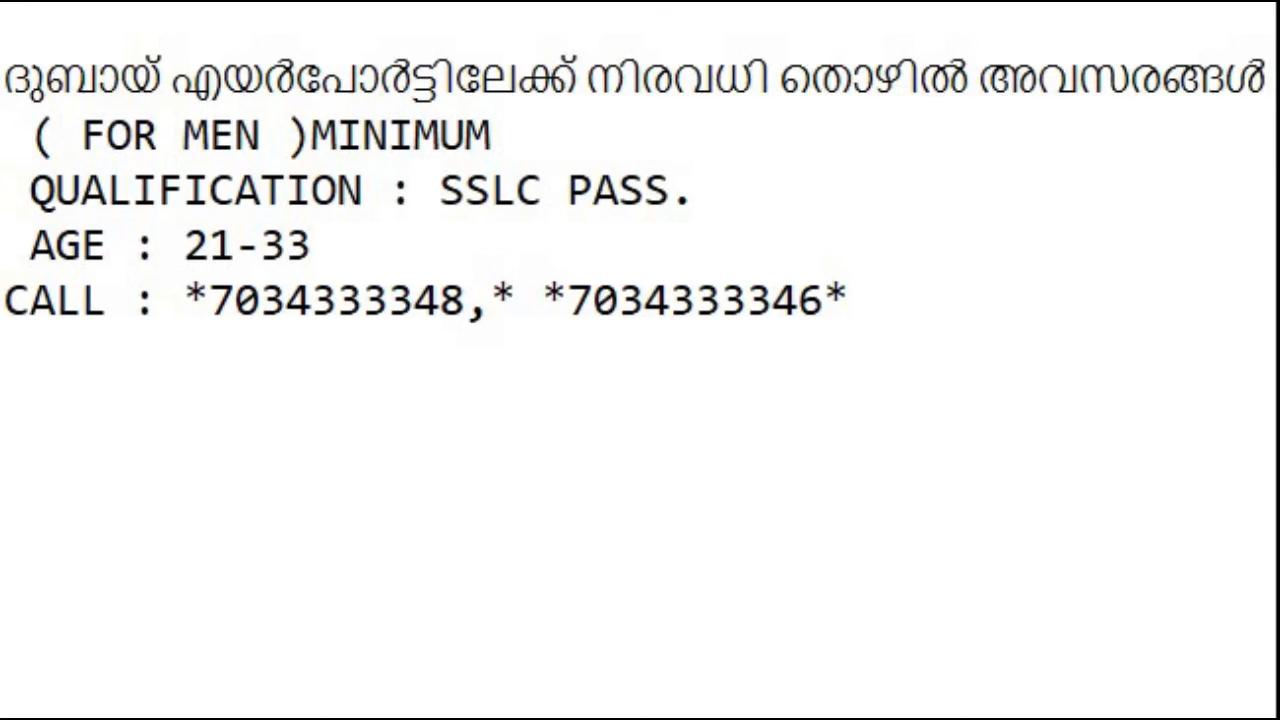 ദുബായ് എയർപോർട്ടിലേക്ക് നിരവധി തൊഴിൽ അവസരങ്ങൾ
( FOR MEN )MINIMUM
QUALIFICATION : SSLC PASS.
AGE : 21-33
CALL : *7034333348,* *7034333346*